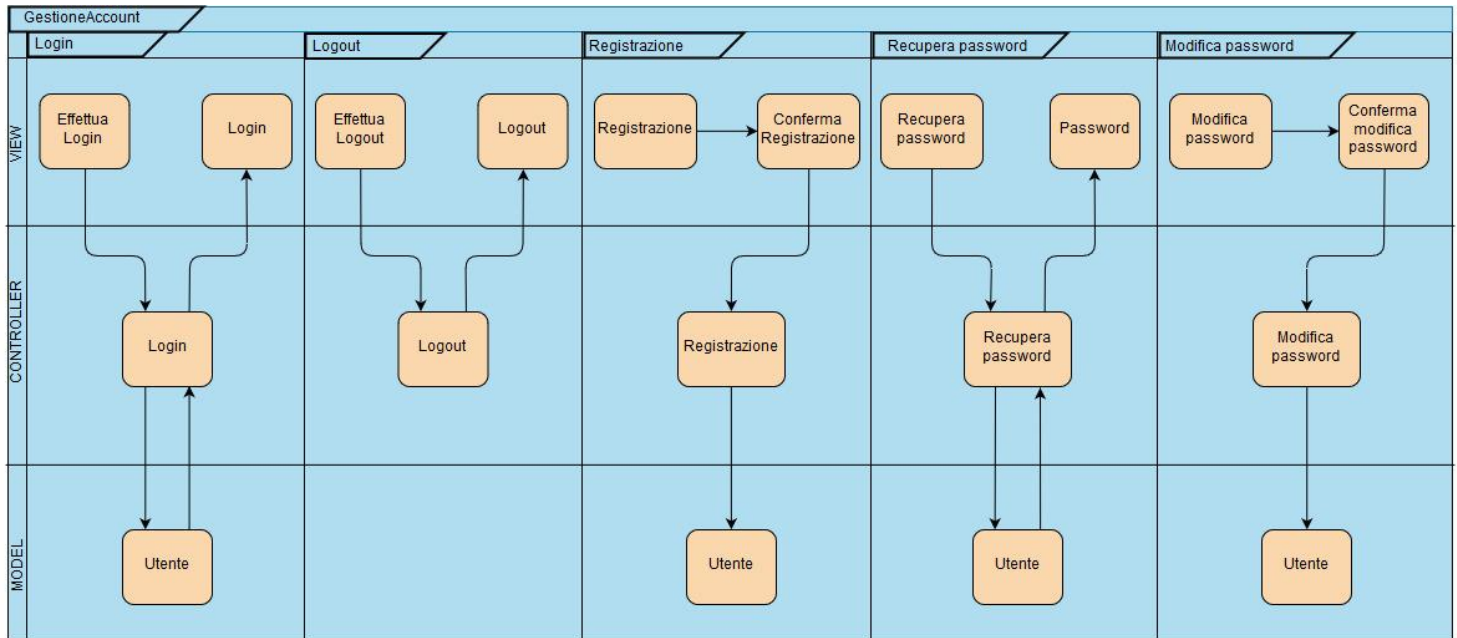 GestioneAccount
Login
Logout
Registrazione
Recupera password
Modifica password
VIEW
Effettua
Login
Login
Effettua
Logout
Logout
Registrazione
Conferma
Registrazione
Recupera
password
Password
Modifica
password
Conferma
modifica
password
CONTROLLER
Login
Logout
Registrazione
Recupera
password
Modifica
password
MODEL
Utente
Utente
Utente
Utente